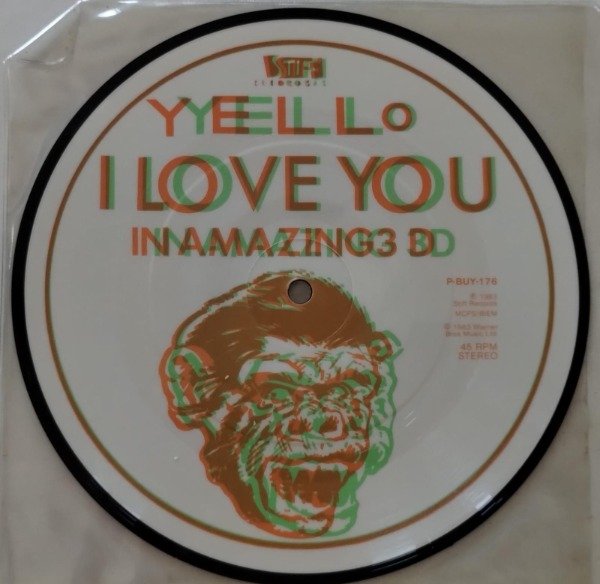 STIFF
RECORDS
YELLO
I LOVE YOU
IN AMAZING 3 D
P-BUY-176
℗ 1983
Stiff Records
MCPS/BIEM
© 1983 Warner
Bros Music Ltd
45 RPM
STEREO